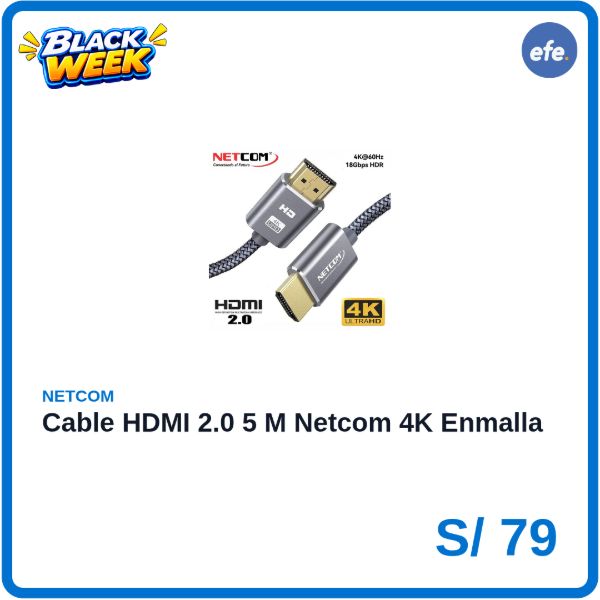 BLACK
WEEK
efe.
NETCOM
4K@60Hz
18Gbps HDR
HD
4K
NETCOM
HDMI
2.0
4K
ULTRA HD
NETCOM
Cable HDMI 2.0 5 M Netcom 4K Enmalla
S/ 79